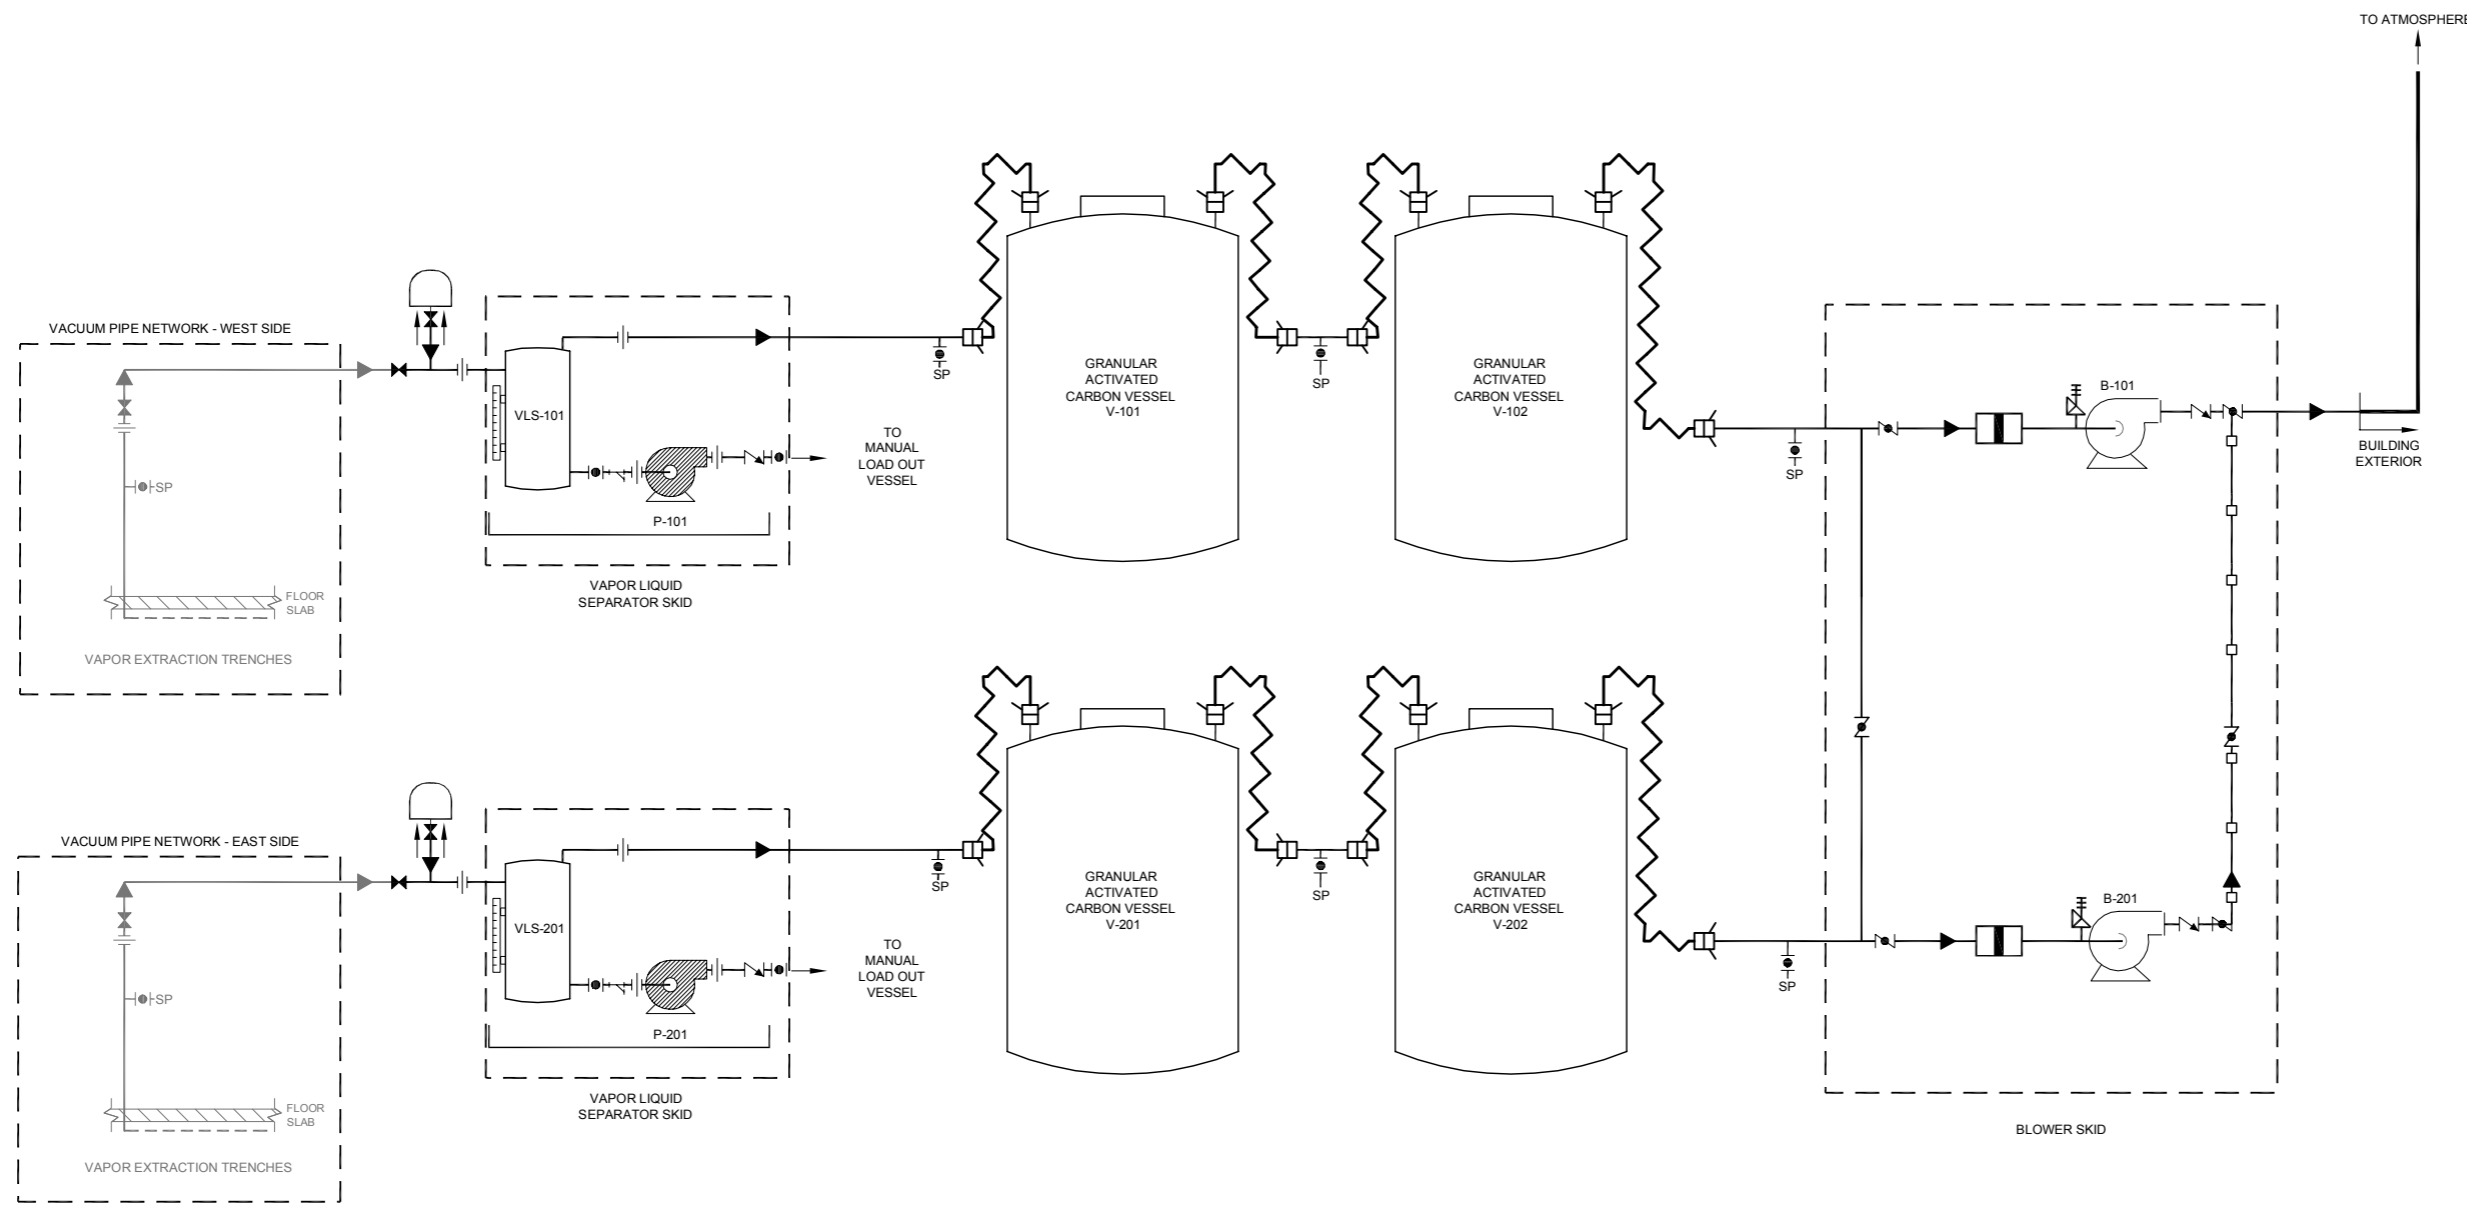 TO ATMOSPHERE
VACUUM PIPE NETWORK - WEST SIDE
SP
FLOOR
SLAB
VAPOR EXTRACTION TRENCHES
VLS-101
P-101
TO
MANUAL
LOAD OUT
VESSEL
VAPOR LIQUID
SEPARATOR SKID
SP
GRANULAR
ACTIVATED
CARBON VESSEL
V-101
SP
GRANULAR
ACTIVATED
CARBON VESSEL
V-102
SP
B-101
BUILDING
EXTERIOR
VACUUM PIPE NETWORK - EAST SIDE
SP
FLOOR
SLAB
VAPOR EXTRACTION TRENCHES
VLS-201
P-201
TO
MANUAL
LOAD OUT
VESSEL
VAPOR LIQUID
SEPARATOR SKID
SP
GRANULAR
ACTIVATED
CARBON VESSEL
V-201
SP
GRANULAR
ACTIVATED
CARBON VESSEL
V-202
SP
B-201
BLOWER SKID